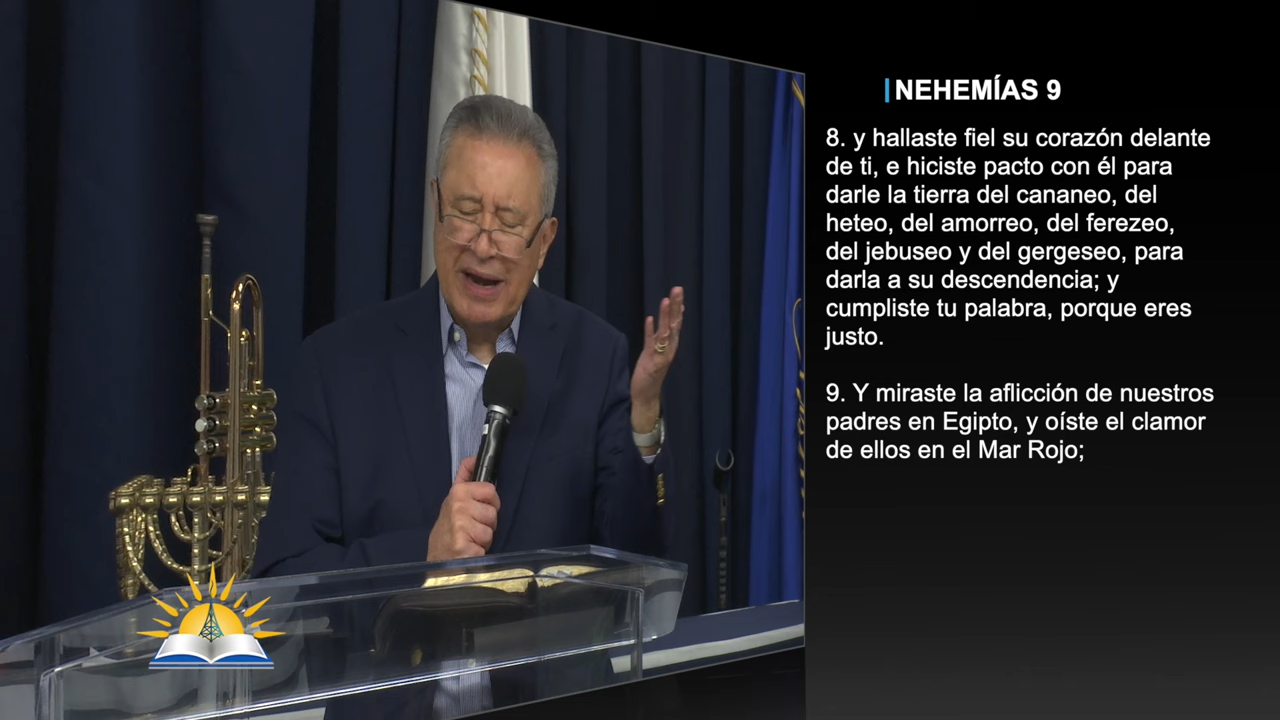 NEHEMÍAS 9
8. y hallaste fiel su corazón delante
de ti, e hiciste pacto con él para
darle la tierra del cananeo, del
heteo, del amorreo, del ferezeo,
del jebuseo y del gergeseo, para
darla a su descendencia; y
cumpliste tu palabra, porque eres
justo.
9. Y miraste la aflicción de nuestros
padres en Egipto, y oíste el clamor
de ellos en el Mar Rojo;